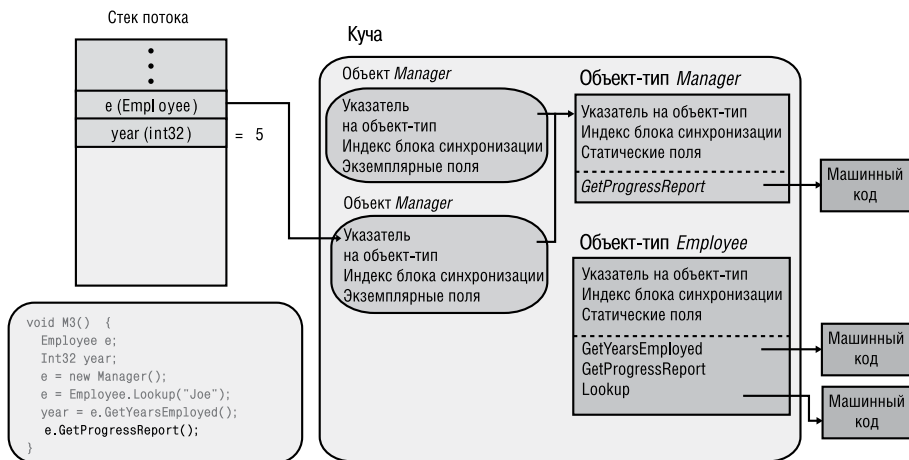 Стек потока
e (Employee)
year (int32)
= 5
Куча
Объект Manager
Указатель
на объект-тип
Индекс блока синхронизации
Экземплярные поля
Объект Manager
Указатель
на объект-тип
Индекс блока синхронизации
Экземплярные поля
Объект-тип Manager
Указатель на объект-тип
Индекс блока синхронизации
Статические поля
GetProgressReport
Машинный
код
Объект-тип Employee
Указатель на объект-тип
Индекс блока синхронизации
Статические поля
GetYearsEmployed
GetProgressReport
Lookup
Машинный
код
Машинный
код
void M3() {
Employee e;
Int32 year;
e = new Manager();
e = Employee.Lookup("Joe");
year = e.GetYearsEmployed();
e.GetProgressReport();
}